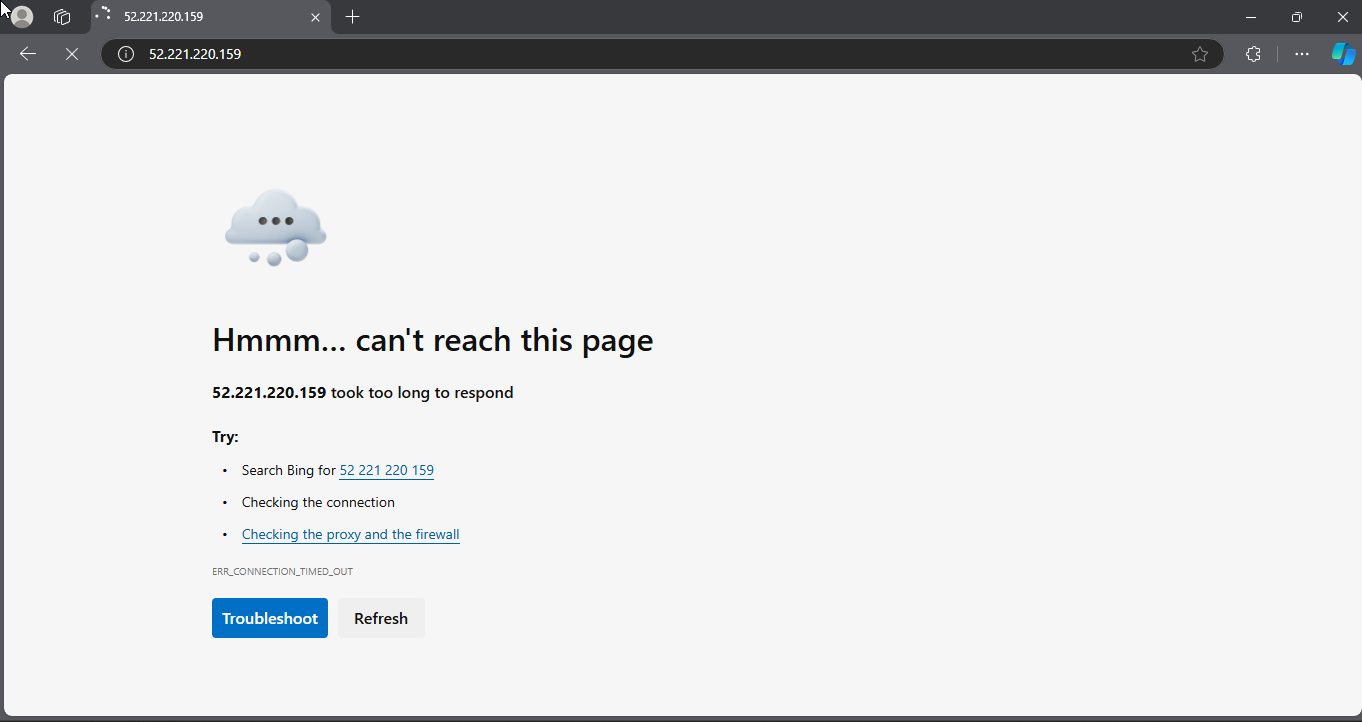 52.221.220.159
52.221.220.159
Hmmm... can't reach this page
52.221.220.159 took too long to respond
Try:
• Search Bing for 52 221 220 159
• Checking the connection
• Checking the proxy and the firewall
ERR_CONNECTION_TIMED_OUT
Troubleshoot Refresh